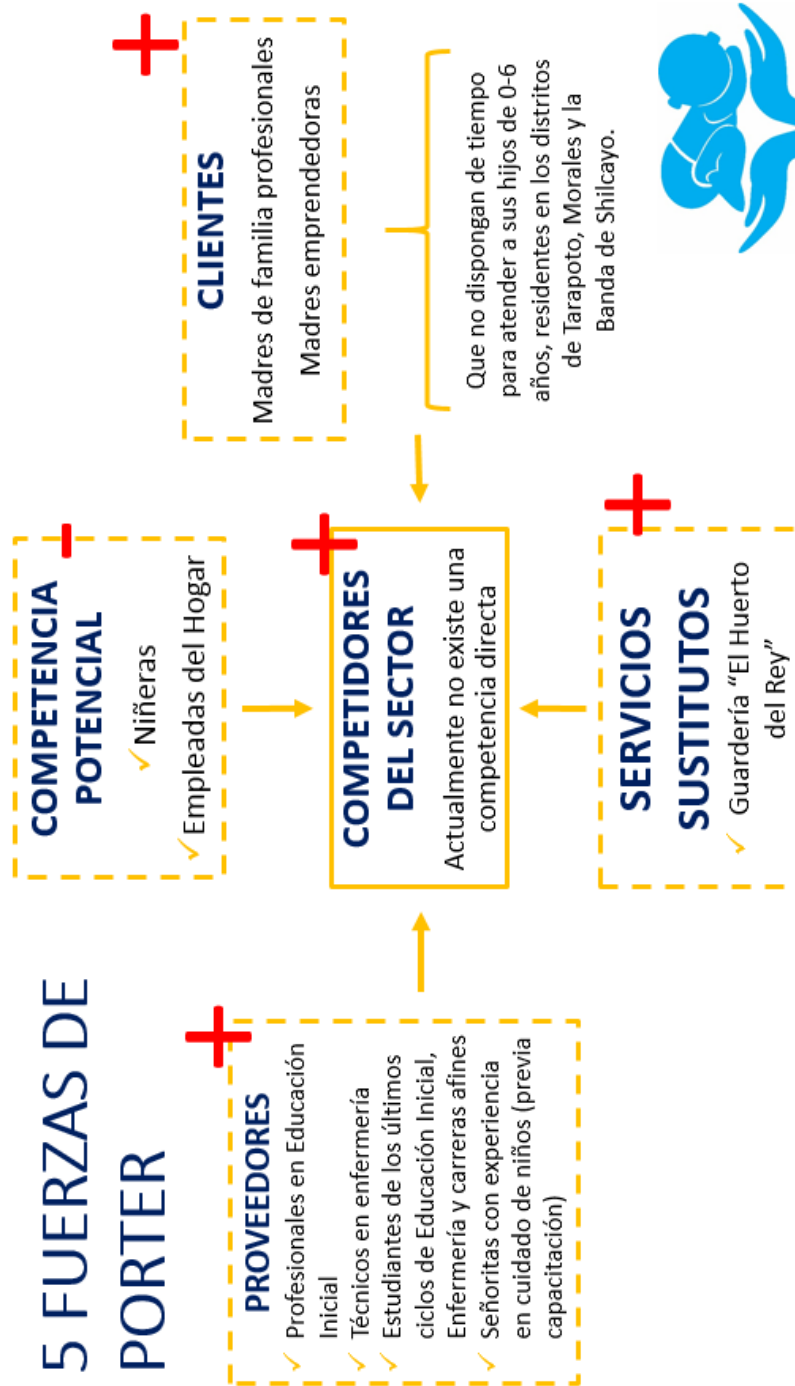 5 FUERZAS DE
PORTER
COMPETENCIA
POTENCIAL
✓ Niñeras
✓ Empleadas del Hogar
CLIENTES
Madres de familia profesionales
Madres emprendedoras
PROVEEDORES
✓ Profesionales en Educación
Inicial
✓ Técnicos en enfermería
✓ Estudiantes de los últimos
ciclos de Educación Inicial,
Enfermería y carreras afines
✓ Señoritas con experiencia
en cuidado de niños (previa
capacitación)
COMPETIDORES
DEL SECTOR
Actualmente no existe una
competencia directa
Que no dispongan de tiempo
para atender a sus hijos de 0-6
años, residentes en los distritos
de Tarapoto, Morales y la
Banda de Shilcayo.
SERVICIOS
SUSTITUTOS
✓ Guardería “El Huerto
del Rey”